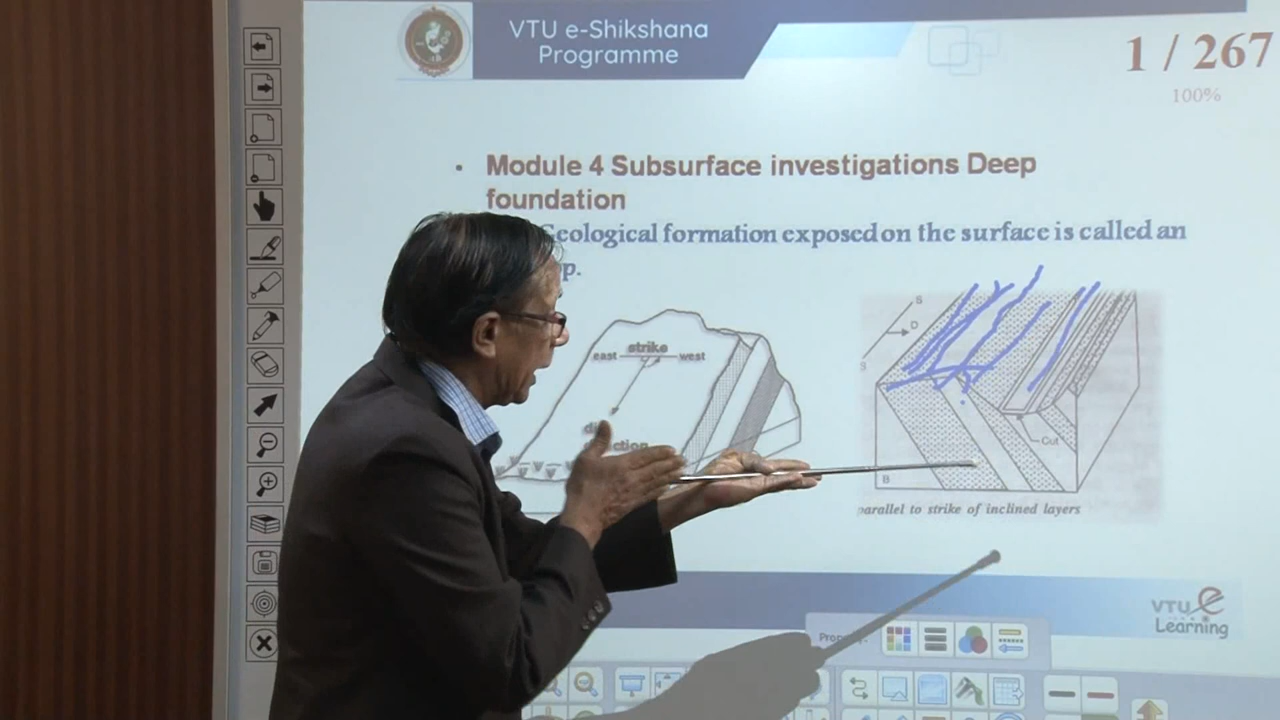 VTU e-Shikshana
Programme
1 / 267
100%
Module 4 Subsurface investigations Deep
foundation
Geological formation exposed on the surface is called an
strike
east
west
S
D
S
Cut
B
parallel to strike of inclined layers
VTU e
Learning